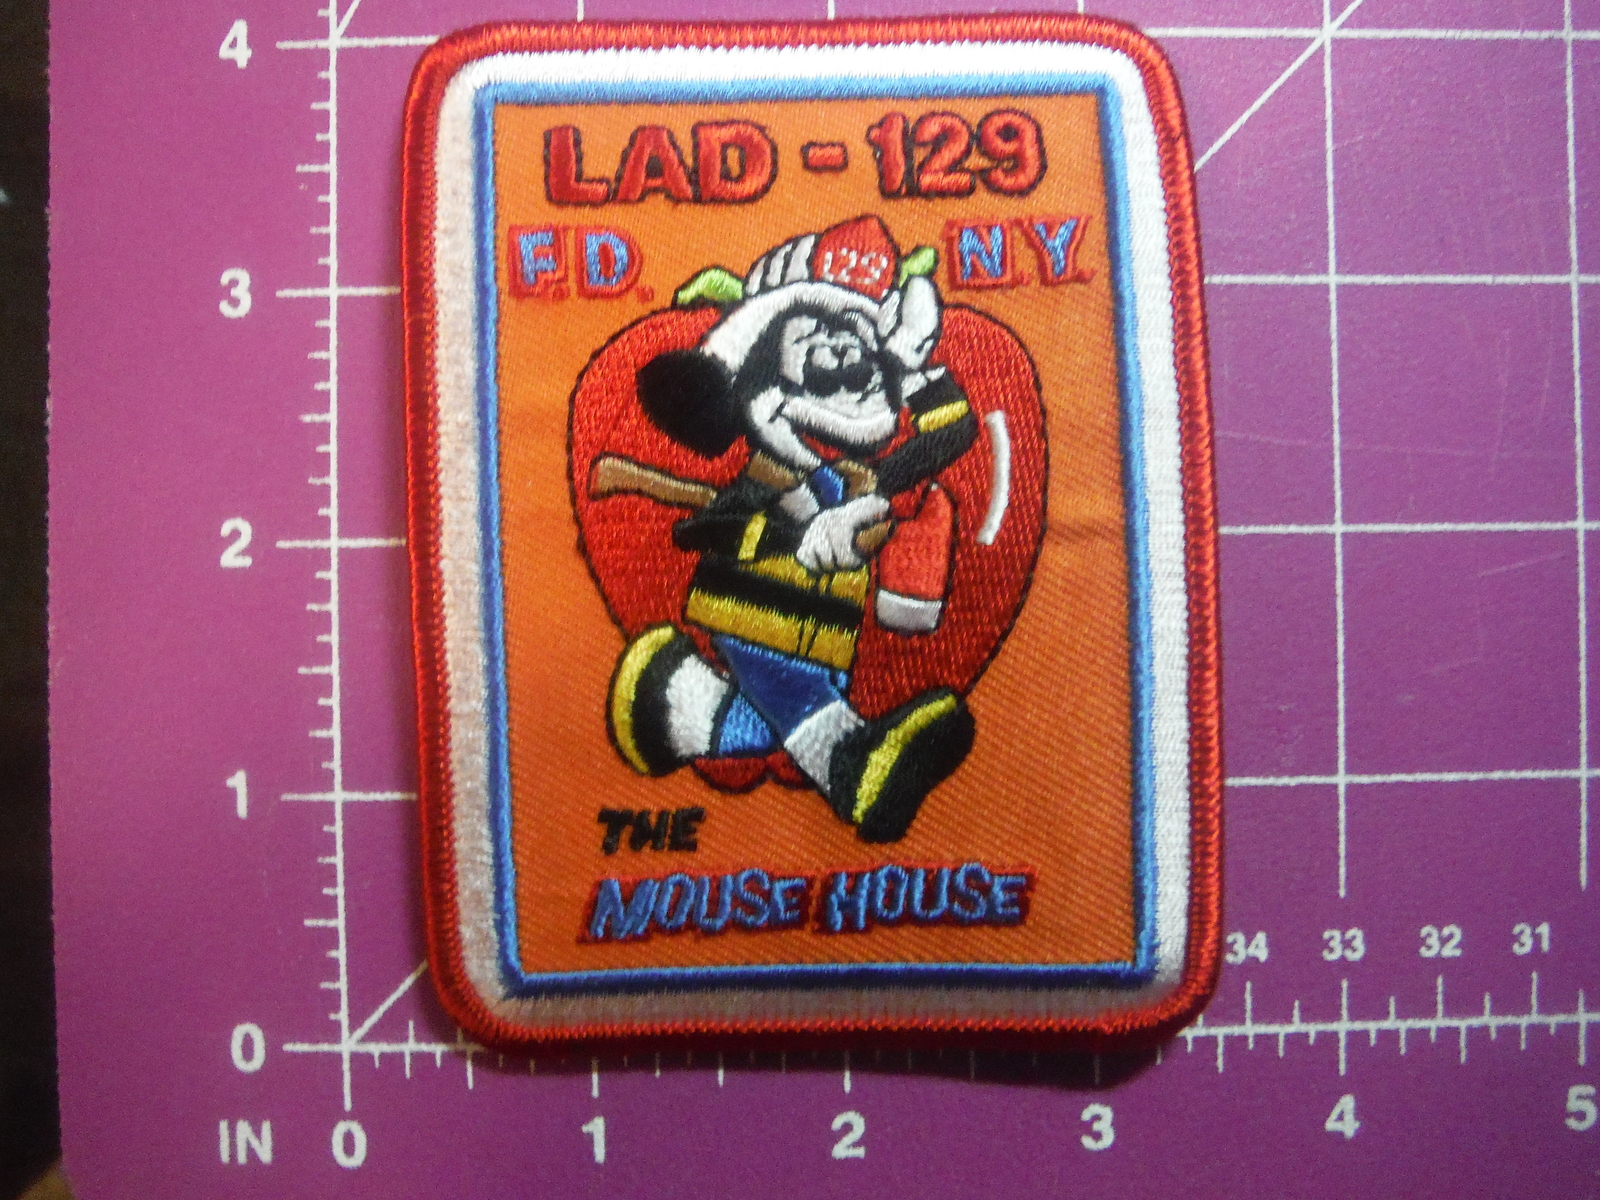 LAD - 129
F.D. N.Y.
129
THE
MOUSE HOUSE
4
3
2
1
0
34 33 32 31
IN 0 1 2 3 4 5